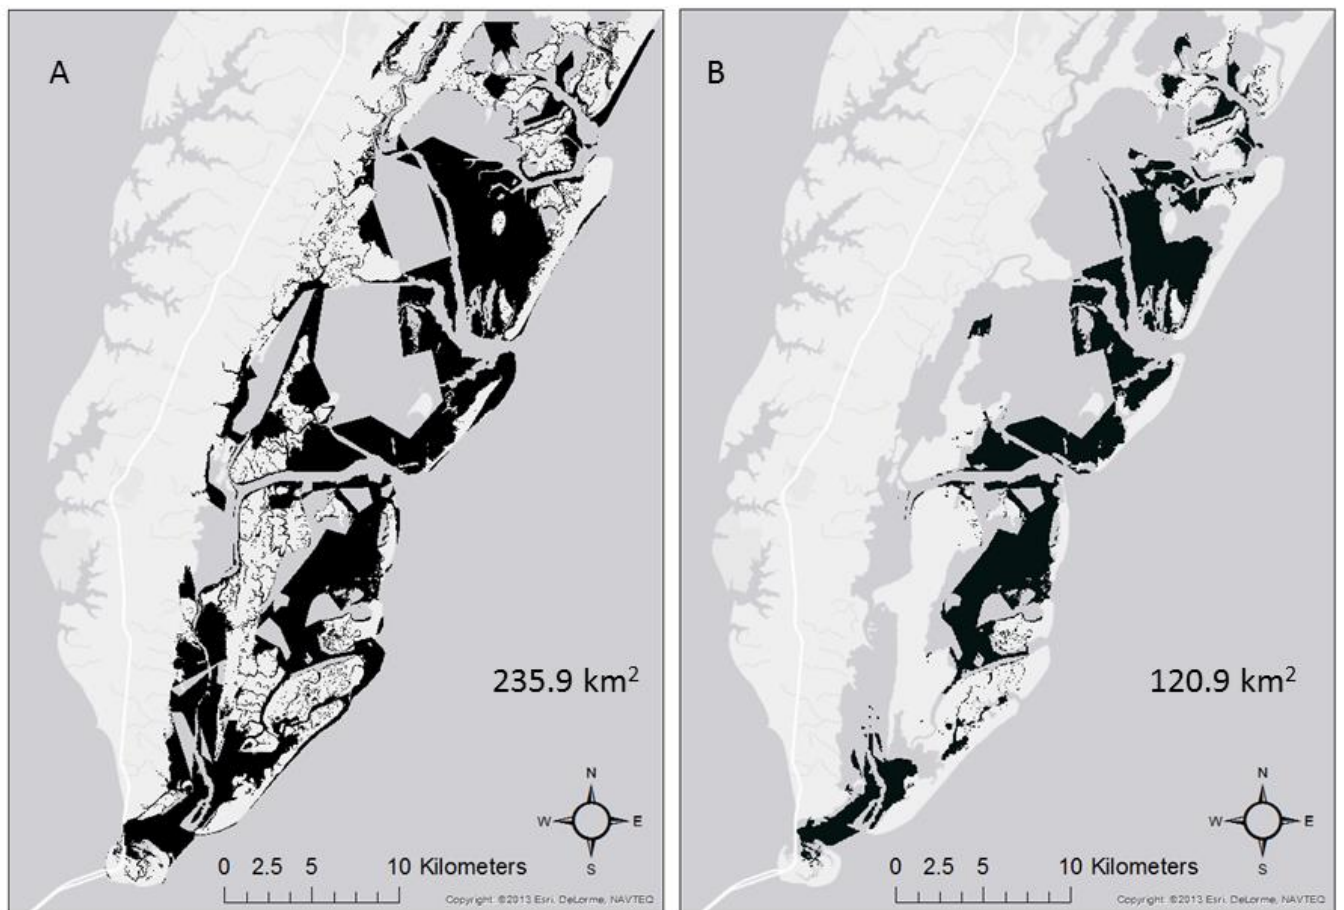 A
235.9 km²
N
W E
S
0 2.5 5 10 Kilometers
Copyright: ©2013 Esri, DeLorme, NAVTEQ
B
120.9 km²
N
W E
S
0 2.5 5 10 Kilometers
Copyright: ©2013 Esri, DeLorme, NAVTEQ